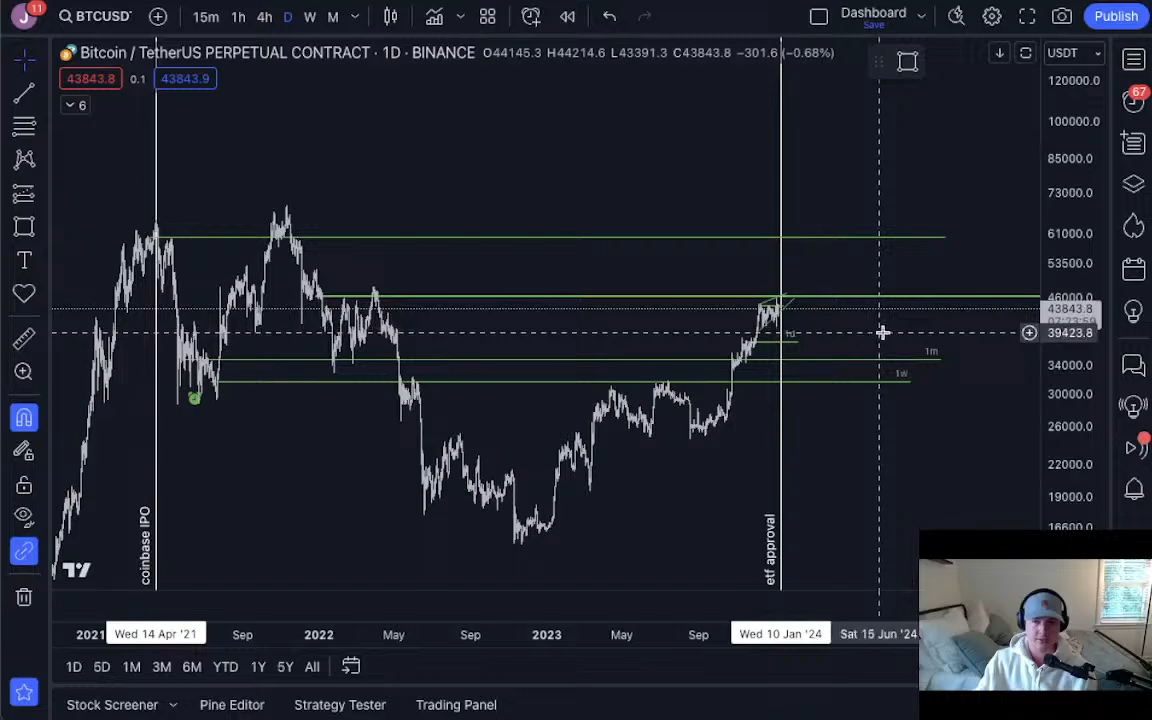 J 11 BTCUSD 15m 1h 4h D W M Dashboard Save Publish
Bitcoin / TetherUS PERPETUAL CONTRACT · 1D · BINANCE O44145.3 H44214.6 L43391.3 C43843.8 −301.6 (−0.68%) USDT
43843.8 0.1 43843.9
6
120000.0
67
100000.0
85000.0
73000.0
61000.0
53500.0
46000.0
43843.8
39423.8
1d
1m
34000.0
1w
30000.0
26000.0
22000.0
19000.0
16600.0
coinbase IPO
etf approval
2021 Wed 14 Apr '21 Sep 2022 May Sep 2023 May Sep Wed 10 Jan '24 Sat 15 Jun '24
1D 5D 1M 3M 6M YTD 1Y 5Y All
Stock Screener Pine Editor Strategy Tester Trading Panel